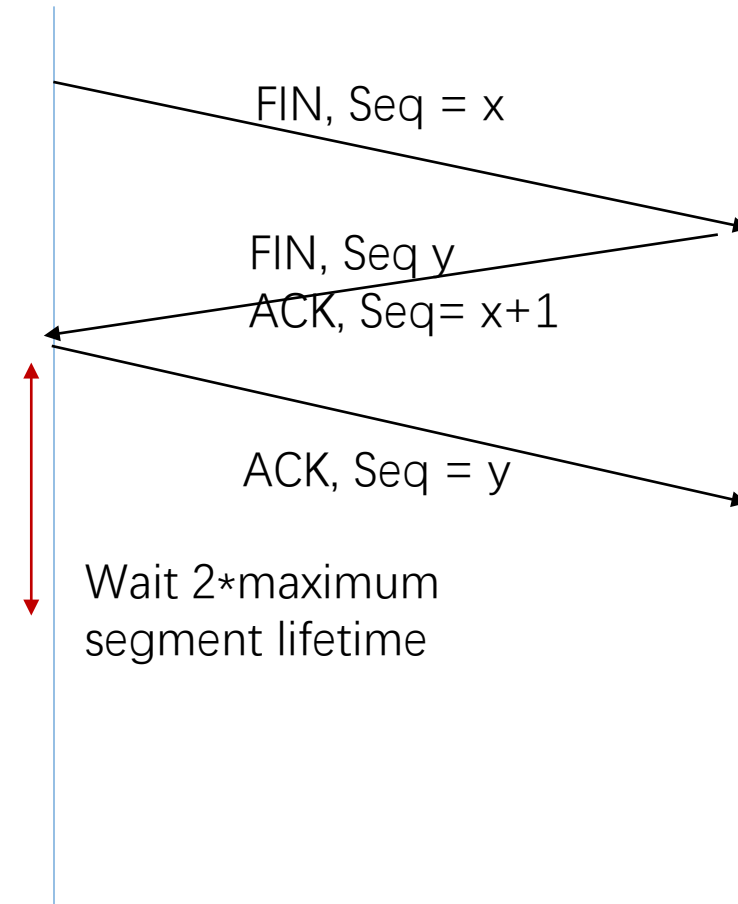 FIN, Seq = x
FIN, Seq y
ACK, Seq= x+1
ACK, Seq = y
Wait 2*maximum
segment lifetime